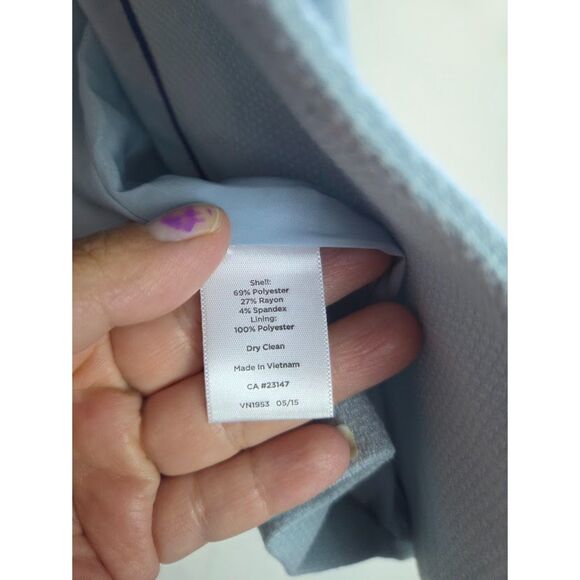 Shell:
69% Polyester
27% Rayon
4% Spandex
Lining:
100% Polyester
Dry Clean
Made in Vietnam
CA #23147
VN1953 05/15